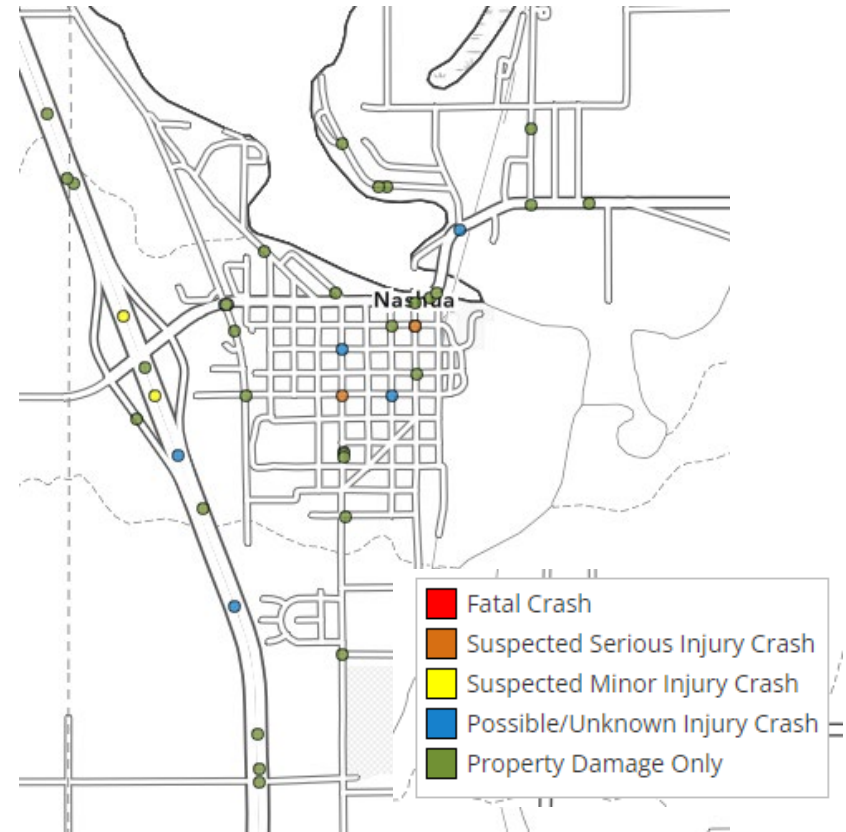 Nashua
Fatal Crash
Suspected Serious Injury Crash
Suspected Minor Injury Crash
Possible/Unknown Injury Crash
Property Damage Only